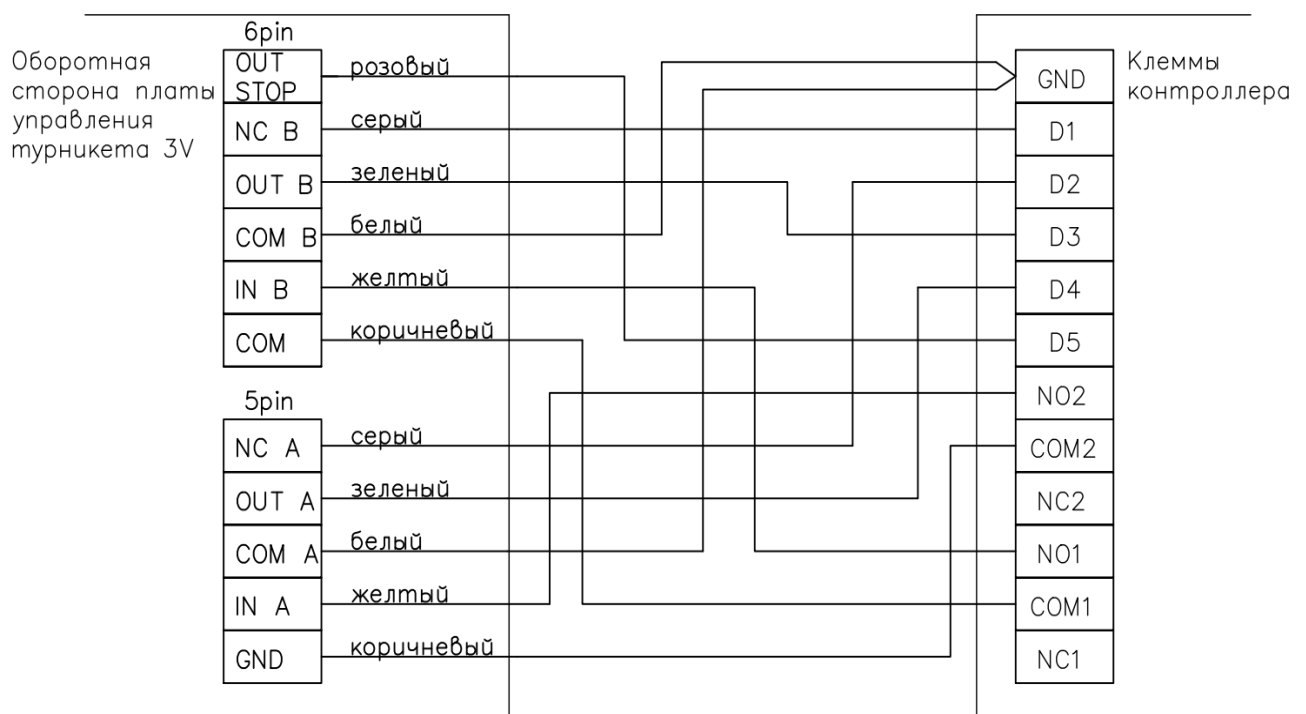 Оборотная
сторона платы
управления
турникета 3V
6pin
OUT
STOP
розовый
NC B
серый
OUT B
зеленый
COM B
белый
IN B
желтый
COM
коричневый
5pin
NC A
серый
OUT A
зеленый
COM A
белый
IN A
желтый
GND
коричневый
GND
D1
D2
D3
D4
D5
NO2
COM2
NC2
NO1
COM1
NC1
Клеммы
контроллера